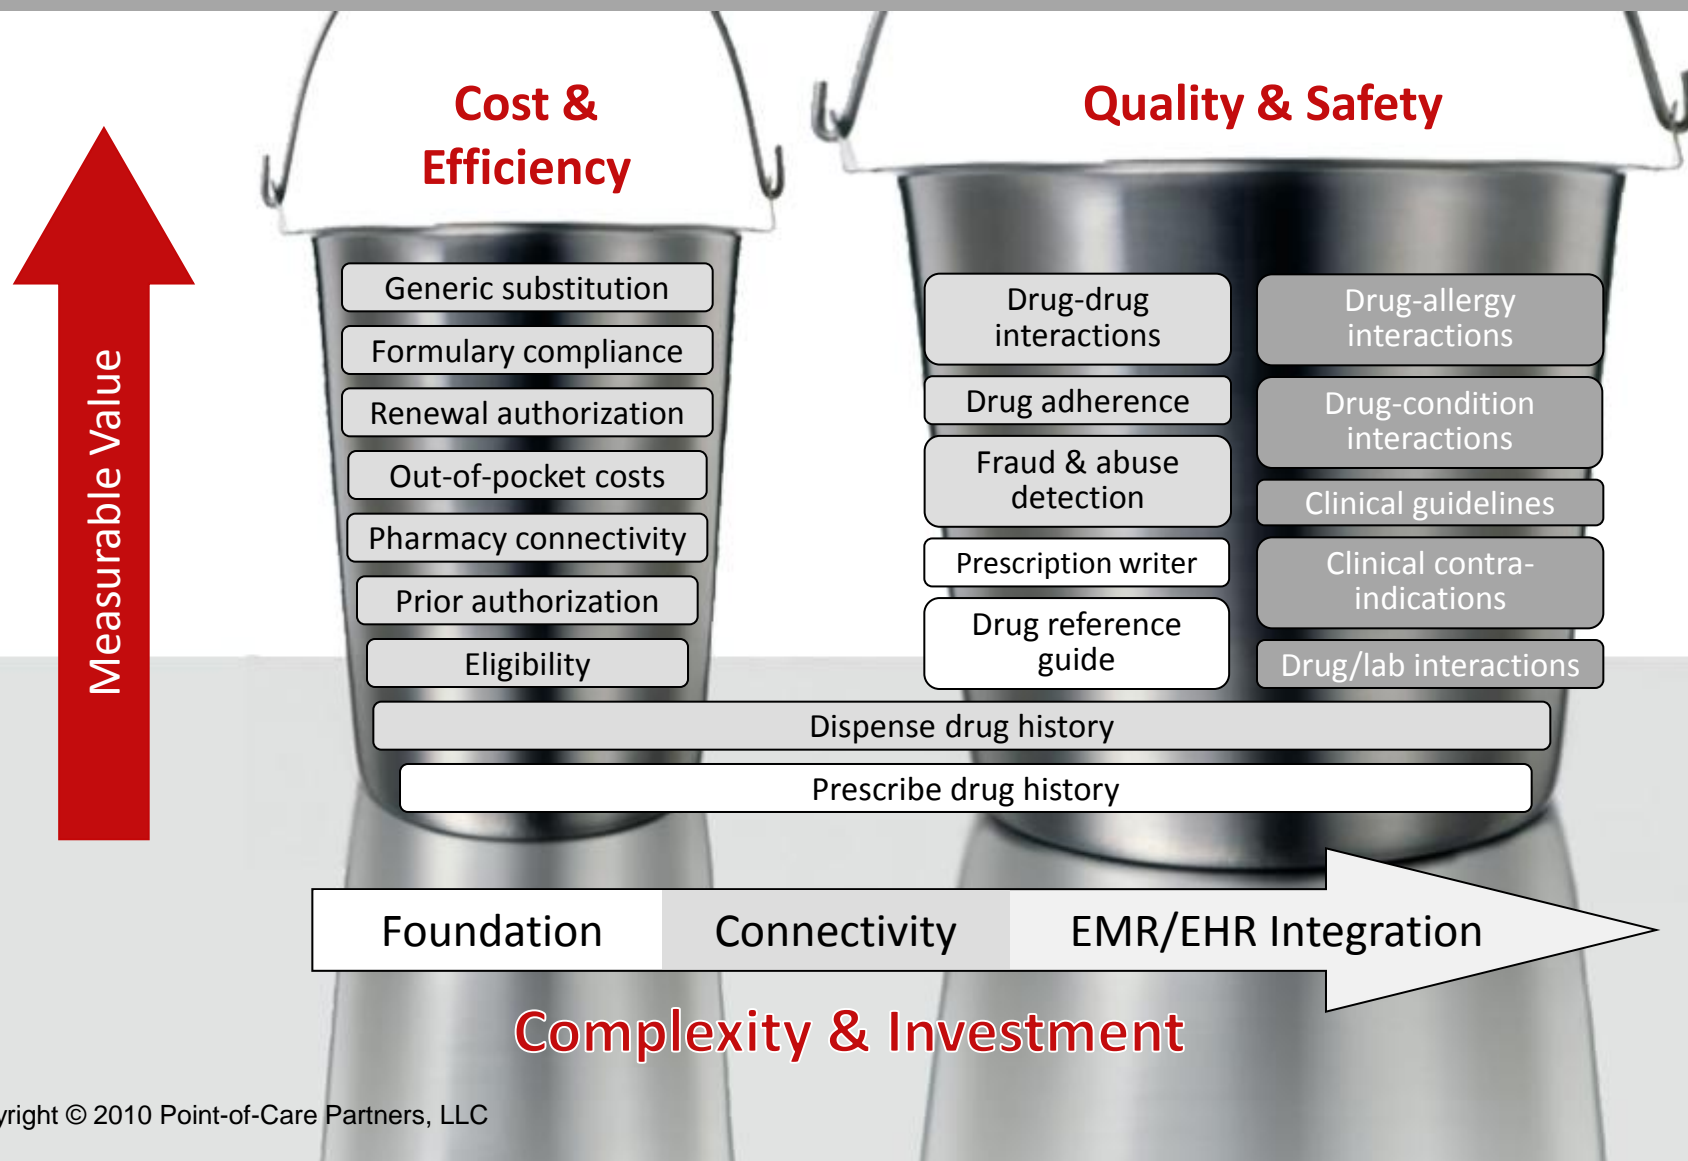 Cost &
Efficiency
Quality & Safety
Measurable Value
Generic substitution
Formulary compliance
Renewal authorization
Out-of-pocket costs
Pharmacy connectivity
Prior authorization
Eligibility
Drug-drug
interactions
Drug adherence
Fraud & abuse
detection
Prescription writer
Drug reference
guide
Drug-allergy
interactions
Drug-condition
interactions
Clinical guidelines
Clinical contra-
indications
Drug/lab interactions
Dispense drug history
Prescribe drug history
Foundation
Connectivity
EMR/EHR Integration
Complexity & Investment
yright © 2010 Point-of-Care Partners, LLC